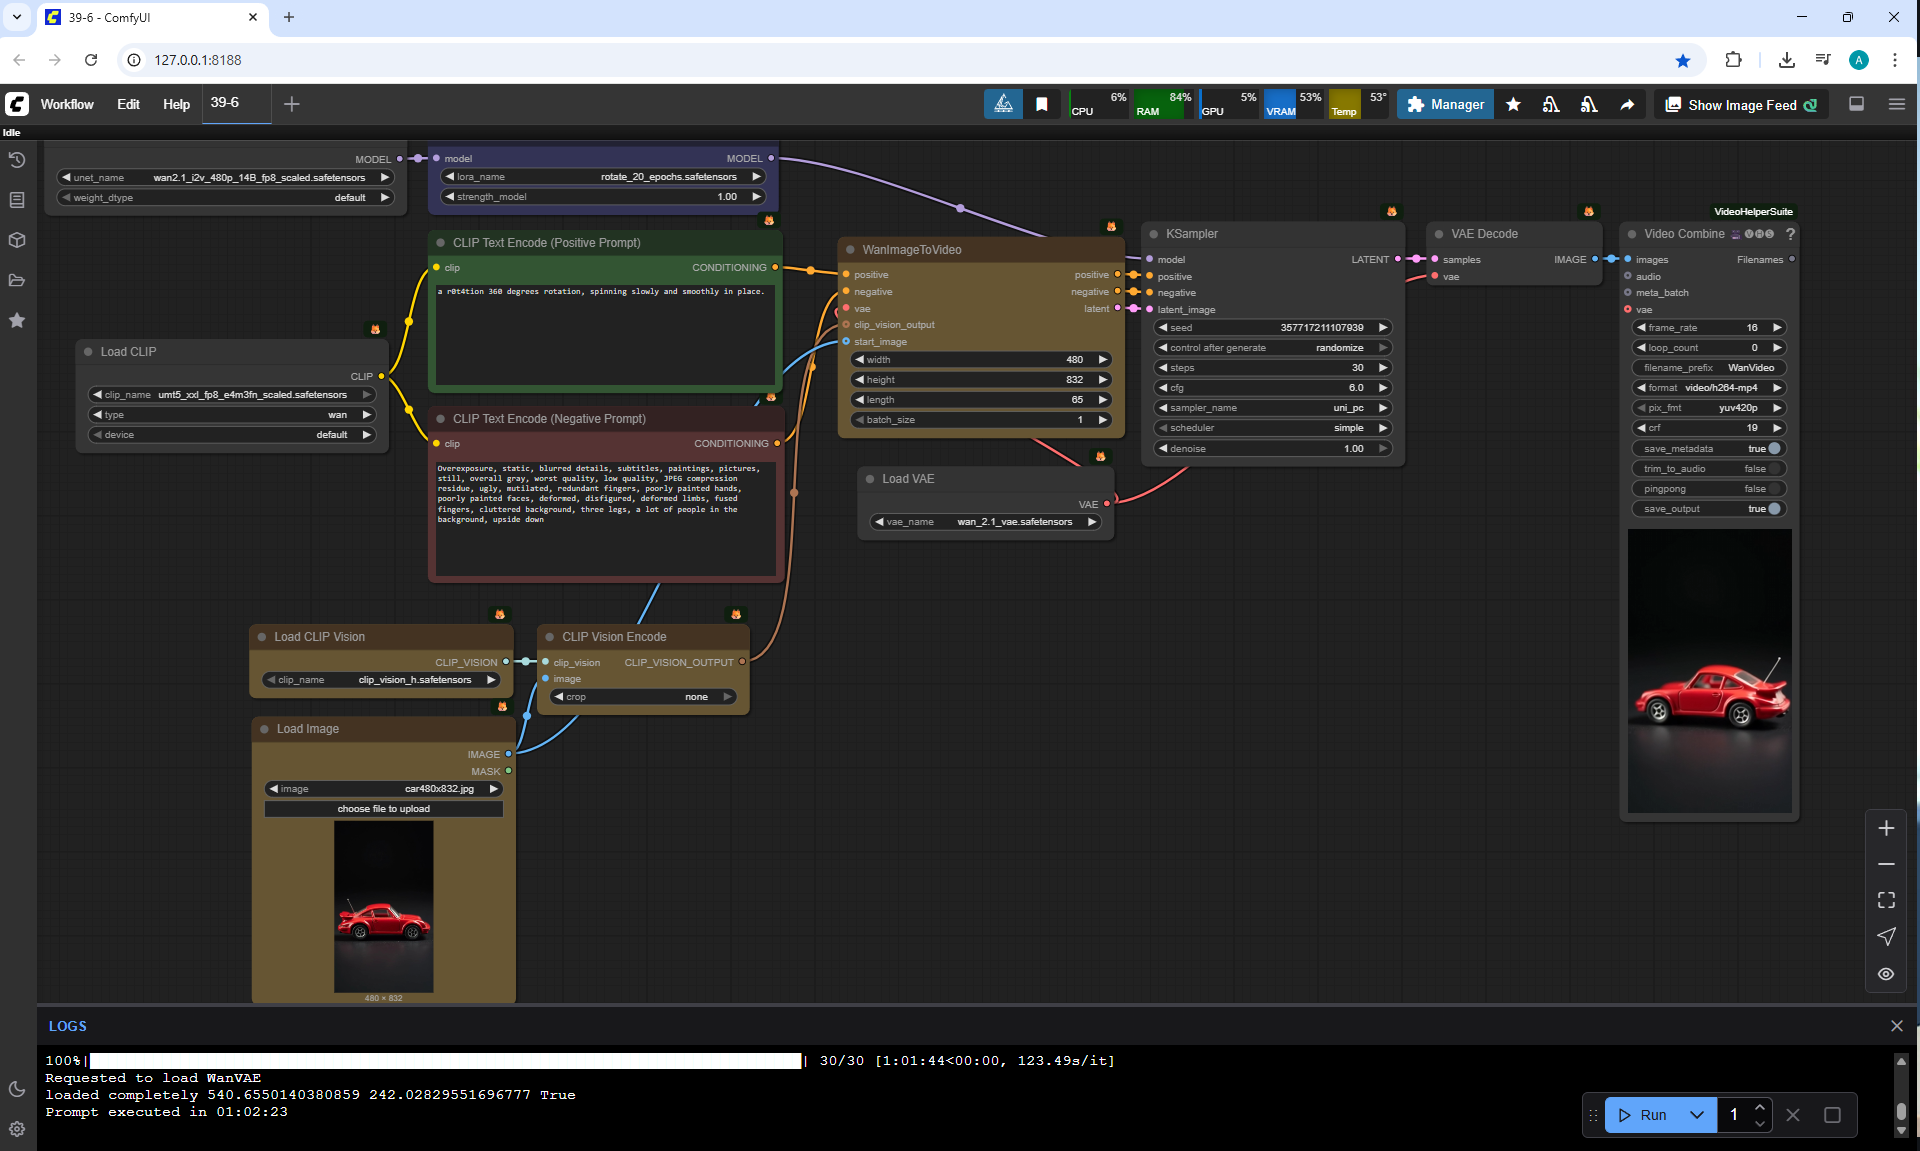 39-6 - ComfyUI
127.0.0.1:8188
A
Workflow
Edit
Help
39-6
CPU 6%
RAM 84%
GPU 5%
VRAM 53%
Temp 53°
Manager
Show Image Feed
Idle
MODEL
unet_name wan2.1_i2v_480p_14B_fp8_scaled.safetensors
weight_dtype default
model MODEL
lora_name rotate_20_epochs.safetensors
strength_model 1.00
CLIP Text Encode (Positive Prompt)
clip CONDITIONING
a r0t4tion 360 degrees rotation, spinning slowly and smoothly in place.
Load CLIP
CLIP
clip_name umt5_xxl_fp8_e4m3fn_scaled.safetensors
type wan
device default
CLIP Text Encode (Negative Prompt)
clip CONDITIONING
Overexposure, static, blurred details, subtitles, paintings, pictures,
still, overall gray, worst quality, low quality, JPEG compression
residue, ugly, mutilated, redundant fingers, poorly painted hands,
poorly painted faces, deformed, disfigured, deformed limbs, fused
fingers, cluttered background, three legs, a lot of people in the
background, upside down
WanImageToVideo
positive positive
negative negative
vae latent
clip_vision_output
start_image
width 480
height 832
length 65
batch_size 1
Load VAE
VAE
vae_name wan_2.1_vae.safetensors
KSampler
model LATENT
positive
negative
latent_image
seed 357717211107939
control after generate randomize
steps 30
cfg 6.0
sampler_name uni_pc
scheduler simple
denoise 1.00
VAE Decode
samples IMAGE
vae
VideoHelperSuite
Video Combine VHS ?
images Filenames
audio
meta_batch
vae
frame_rate 16
loop_count 0
filename_prefix WanVideo
format video/h264-mp4
pix_fmt yuv420p
crf 19
save_metadata true
trim_to_audio false
pingpong false
save_output true
Load CLIP Vision
CLIP_VISION
clip_name clip_vision_h.safetensors
CLIP Vision Encode
clip_vision CLIP_VISION_OUTPUT
image
crop none
Load Image
IMAGE
MASK
image car480x832.jpg
choose file to upload
480 × 832
LOGS
100%| | 30/30 [1:01:44<00:00, 123.49s/it]
Requested to load WanVAE
loaded completely 540.6550140380859 242.02829551696777 True
Prompt executed in 01:02:23
Run 1